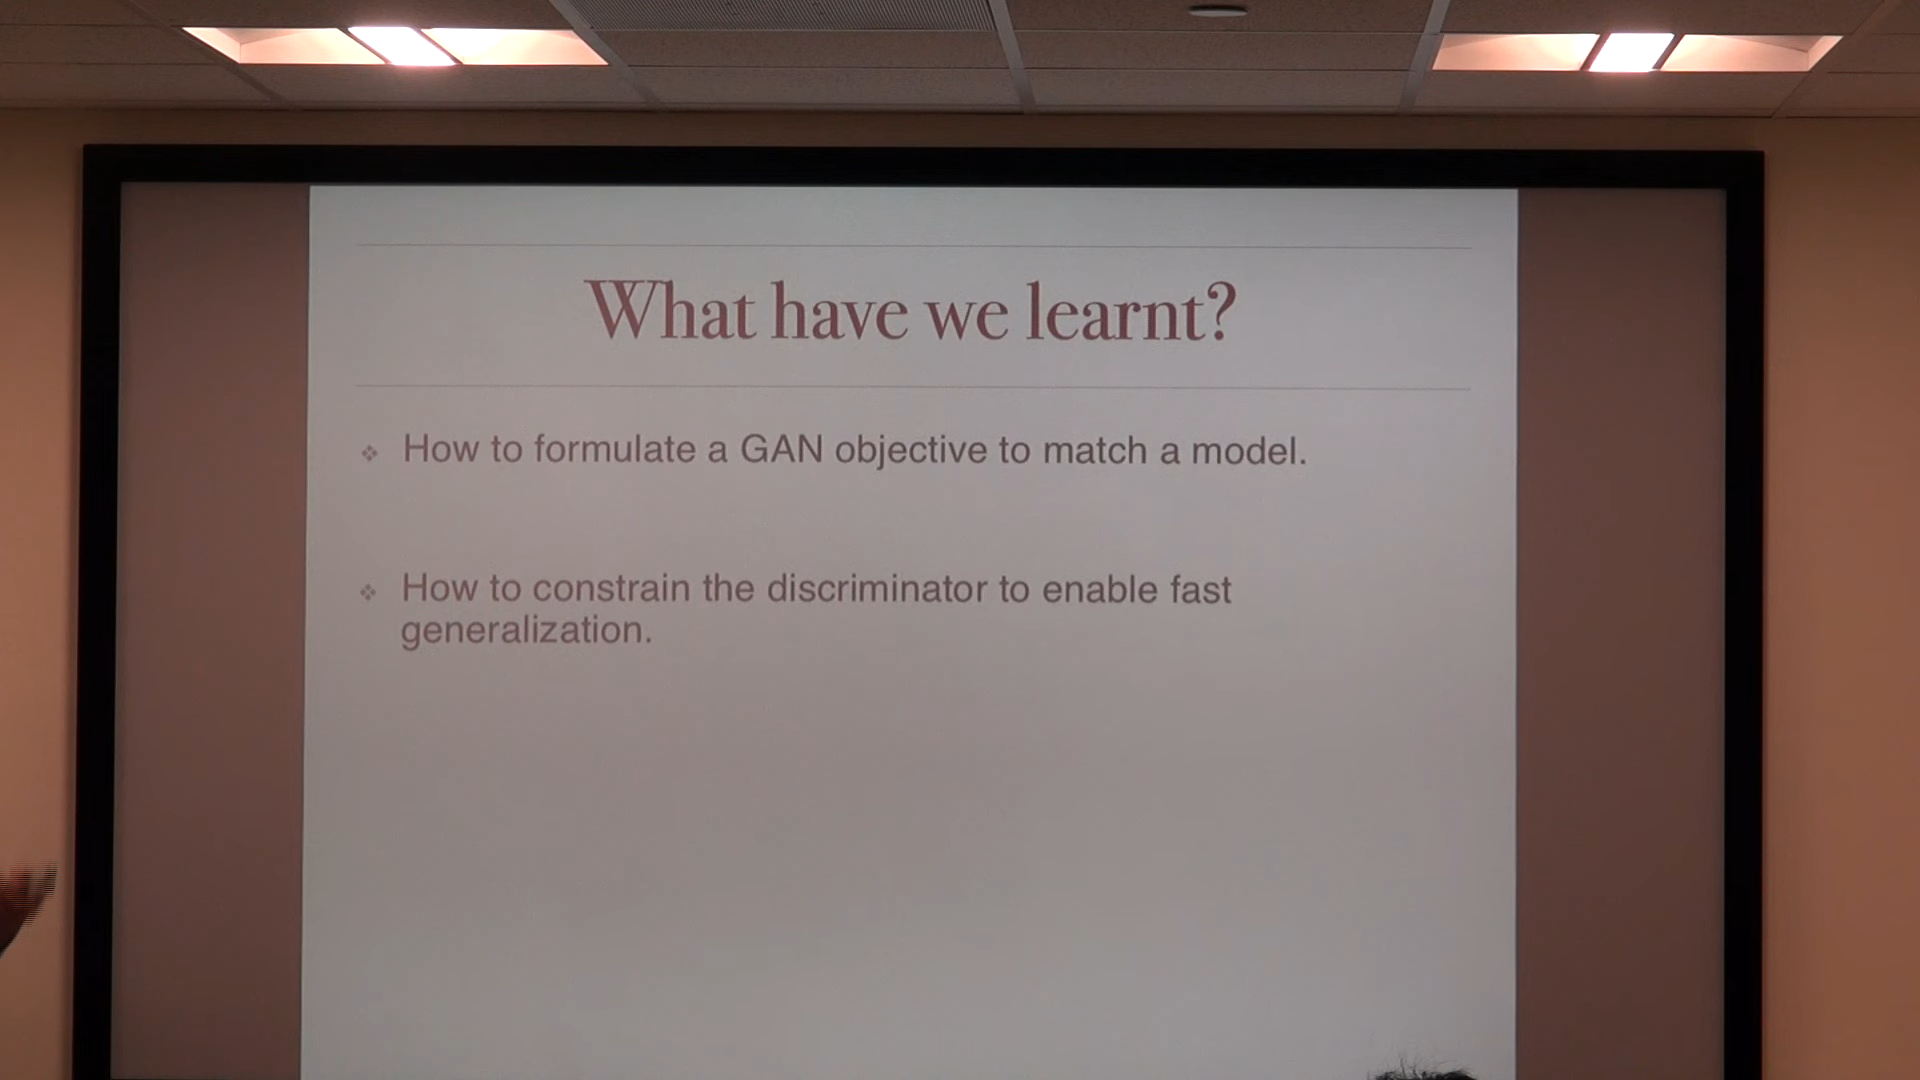 What have we learnt?
How to formulate a GAN objective to match a model.
How to constrain the discriminator to enable fast
generalization.